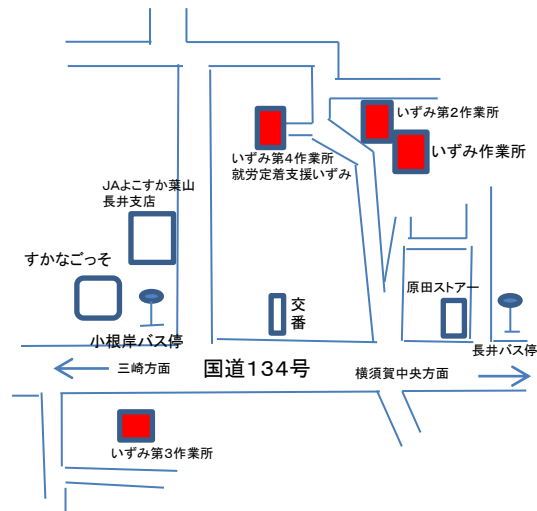 いずみ第2作業所
いずみ作業所
いずみ第4作業所
就労定着支援いずみ
JAよこすか葉山
長井支店
すかなごっそ
原田ストアー
交
番
小根岸バス停
長井バス停
三崎方面
国道134号
横須賀中央方面
いずみ第3作業所